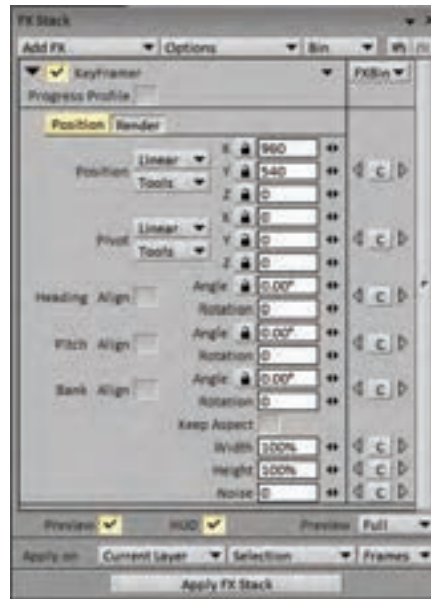 FX Stack
Add FX Options Bin
KeyFramer FXBin
Progress Profile
Position Render
Position Linear Tools X 960
Y 540
Z 0
Pivot Linear Tools X 0
Y 0
Z 0
Heading Align Angle 0.00°
Rotation 0
Pitch Align Angle 0.00°
Rotation 0
Bank Align Angle 0.00°
Rotation 0
Keep Aspect
Width 100% C
Height 100% C
Noise 0 C
Preview HUD Preview Full
Apply on Current Layer Selection Frames
Apply FX Stack